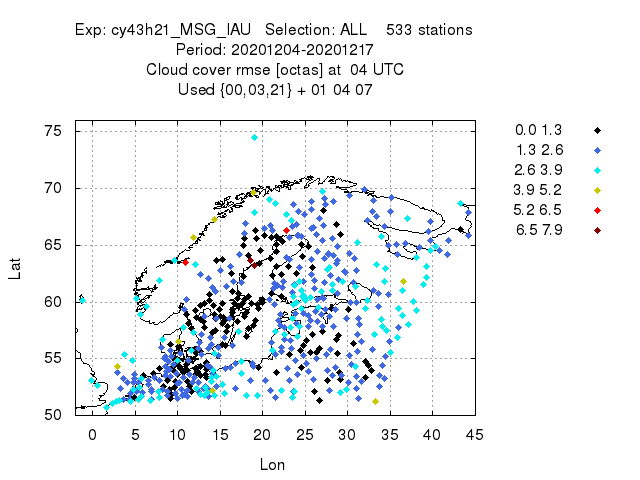 Exp: cy43h21_MSG_IAU   Selection: ALL    533 stations
Period: 20201204-20201217
Cloud cover rmse [octas] at  04 UTC
Used {00,03,21} + 01 04 07
0.0 1.3
1.3 2.6
2.6 3.9
3.9 5.2
5.2 6.5
6.5 7.9
75
70
65
60
55
50
Lat
0 5 10 15 20 25 30 35 40 45
Lon